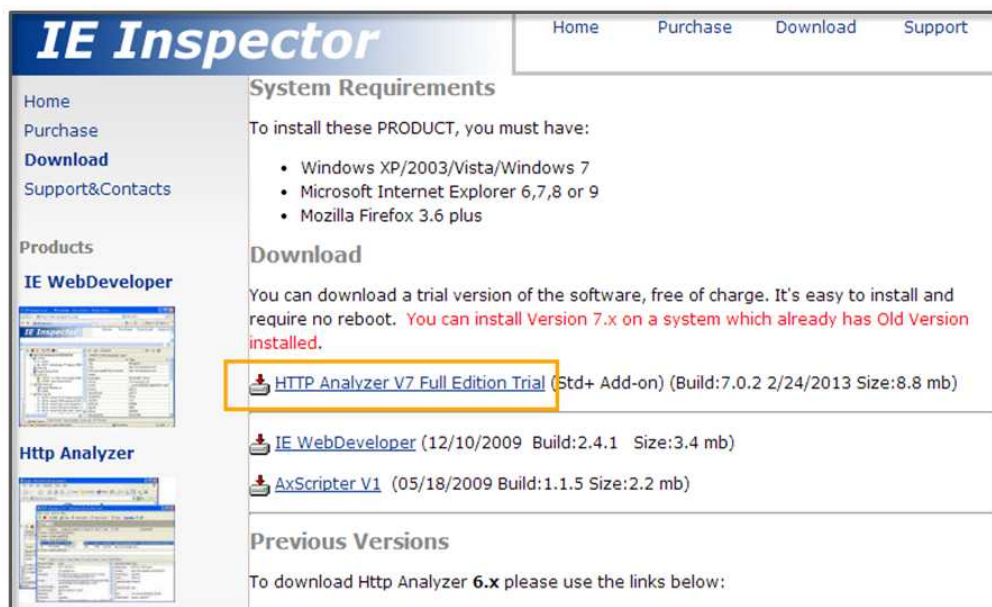 IE Inspector
Home Purchase Download Support
Home
Purchase
Download
Support&Contacts
Products
IE WebDeveloper
IE Inspector
Http Analyzer
System Requirements
To install these PRODUCT, you must have:
• Windows XP/2003/Vista/Windows 7
• Microsoft Internet Explorer 6,7,8 or 9
• Mozilla Firefox 3.6 plus
Download
You can download a trial version of the software, free of charge. It's easy to install and
require no reboot. You can install Version 7.x on a system which already has Old Version
installed.
HTTP Analyzer V7 Full Edition Trial (Std+ Add-on) (Build:7.0.2 2/24/2013 Size:8.8 mb)
IE WebDeveloper (12/10/2009 Build:2.4.1 Size:3.4 mb)
AxScripter V1 (05/18/2009 Build:1.1.5 Size:2.2 mb)
Previous Versions
To download Http Analyzer 6.x please use the links below: